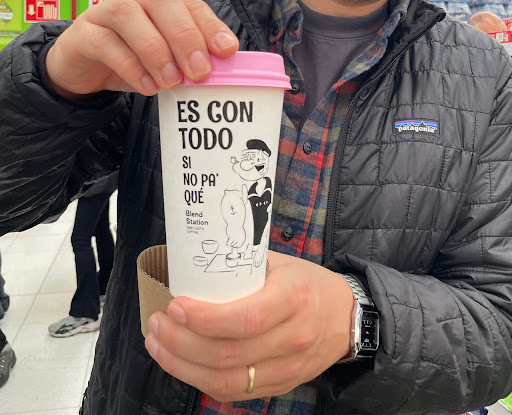 ES CON
TODO
SI
NO PA'
QUÉ
Blend
Station
patagonia